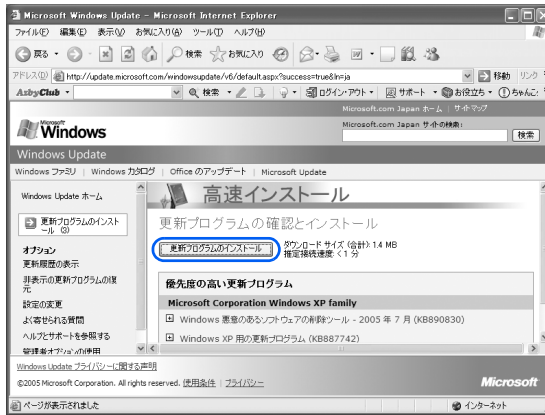 Microsoft Windows Update - Microsoft Internet Explorer
ファイル(F) 編集(E) 表示(V) お気に入り(A) ツール(T) ヘルプ(H)
戻る 検索 お気に入り
アドレス(D) http://update.microsoft.com/windowsupdate/v6/default.aspx?success=true&ln=ja 移動 リンク
AzbyClub 検索 ログイン・アウト サポート お役立ち ちゃんご:
Microsoft.com Japan ホーム | サイトマップ
Microsoft Windows
Microsoft.com Japan サイトの検索:
検索
Windows Update
Windows ファミリ | Windows カタログ | Office のアップデート | Microsoft Update
Windows Update ホーム
更新プログラムのインストール (3)
オプション
更新履歴の表示
非表示の更新プログラムの復元
設定の変更
よく寄せられる質問
ヘルプとサポートを参照する
管理者オプションの使用
高速インストール
更新プログラムの確認とインストール
更新プログラムのインストール
ダウンロード サイズ (合計): 1.4 MB
推定接続速度: < 1 分
優先度の高い更新プログラム
Microsoft Corporation Windows XP family
Windows 悪意のあるソフトウェアの削除ツール - 2005 年 7 月 (KB890830)
Windows XP 用の更新プログラム (KB887742)
Windows Update プライバシーに関する声明
©2005 Microsoft Corporation. All rights reserved. 使用条件 | プライバシー
Microsoft
ページが表示されました
インターネット